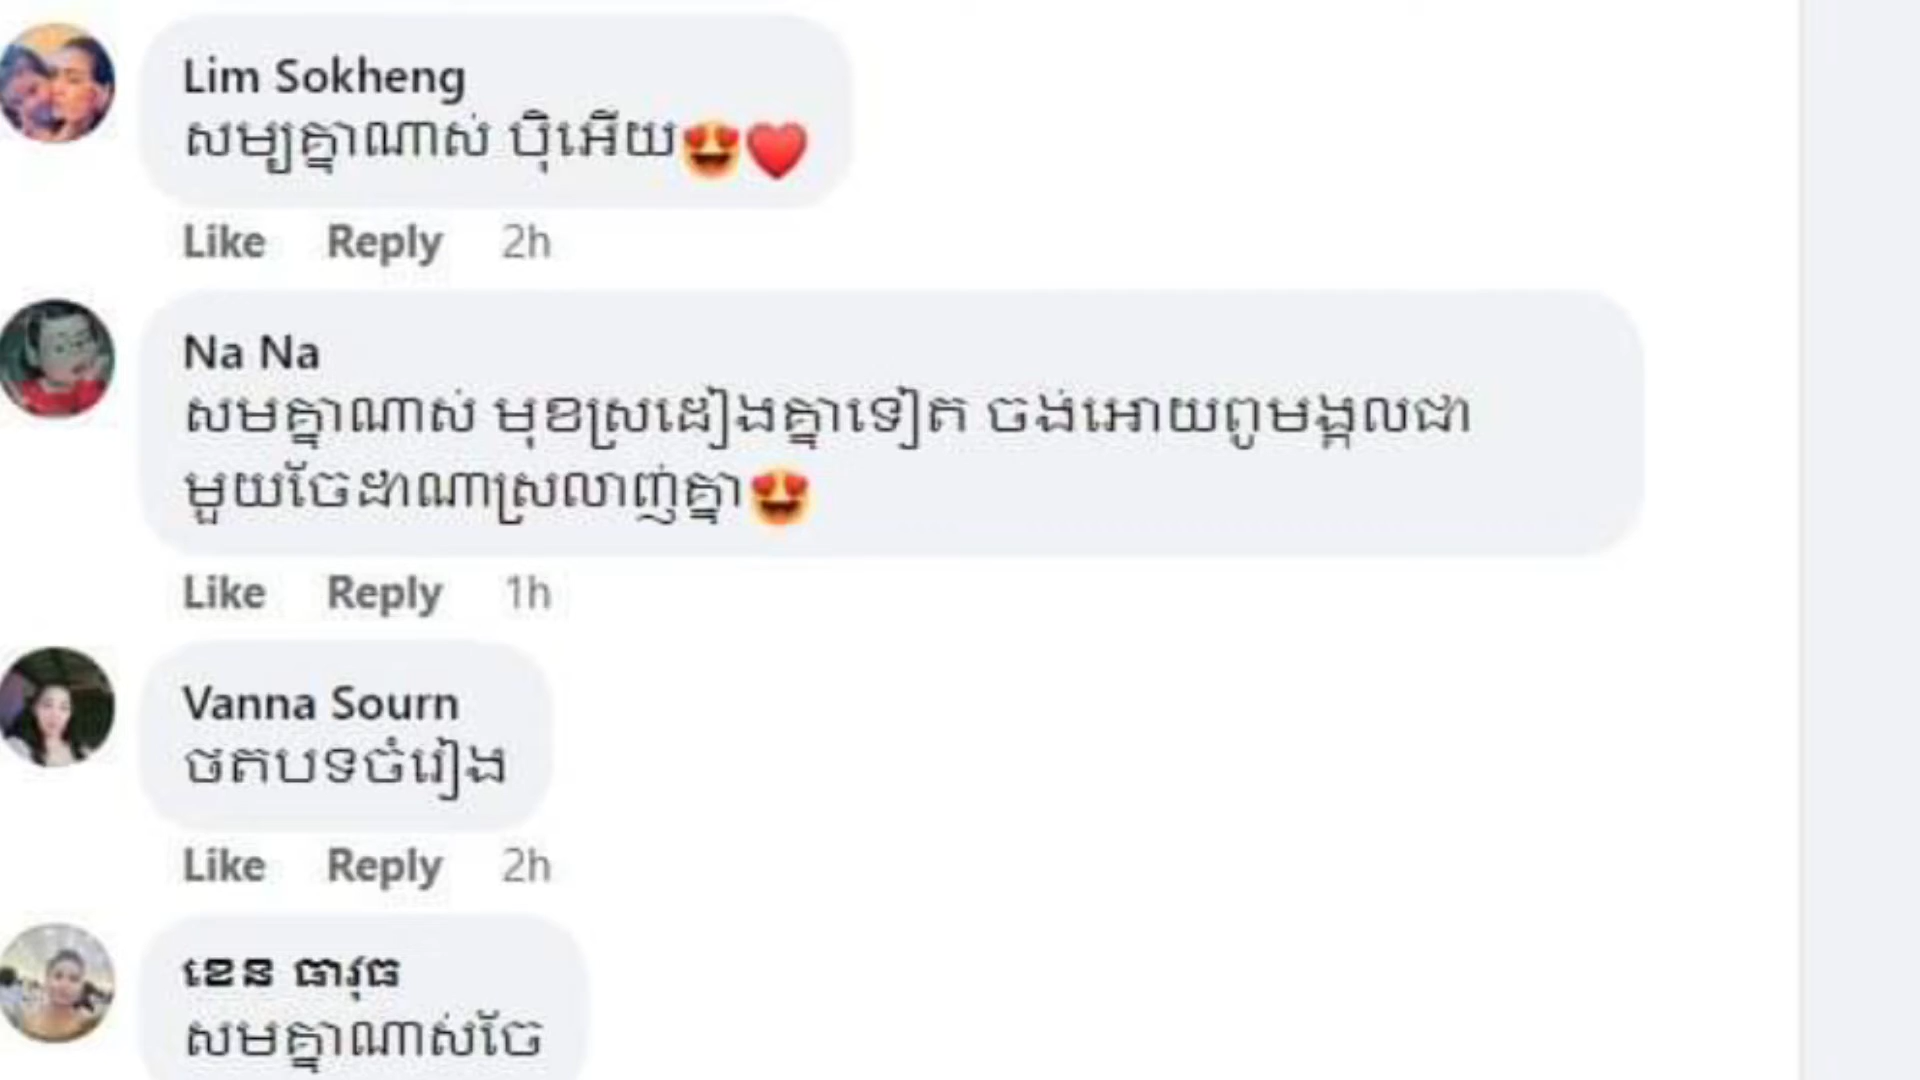 Lim Sokheng
សម្យគ្នាណាស់ ប៉ិអើយ😍❤️
Like Reply 2h
Na Na
សមគ្នាណាស់ មុខស្រដៀងគ្នាទៀត ចង់អោយពូមង្គលជា
មួយចែដាណាស្រលាញ់គ្នា😍
Like Reply 1h
Vanna Sourn
ថតបទចំរៀង
Like Reply 2h
ខេន ធាវុធ
សមគ្នាណាស់ចែ